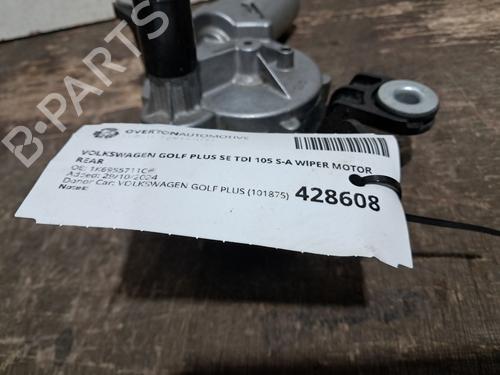 OVERTONAUTOMOTIVE
VOLKSWAGEN GOLF PLUS SE TDI 105 S-A WIPER MOTOR
REAR
OE: 1K6955711C#
Added: 29/10/2024
Donor Car: VOLKSWAGEN GOLF PLUS (101875)
Notes:
428608
B-PARTS